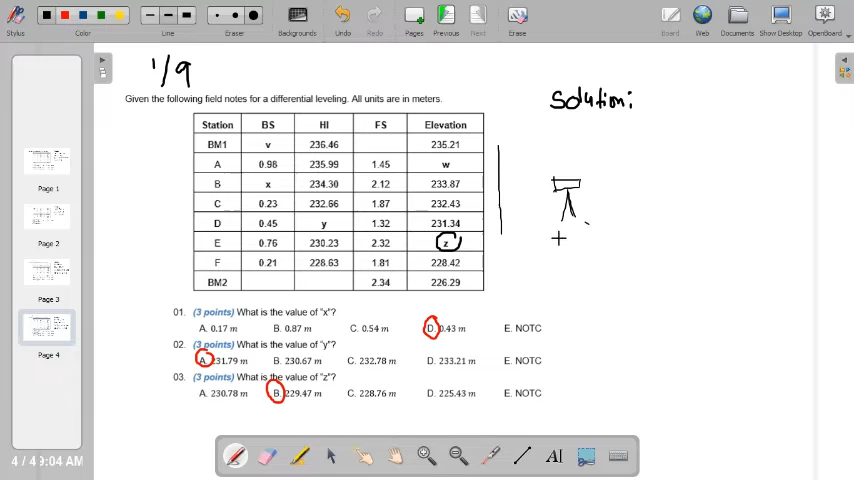 Stylus
Color
Line
Eraser
Backgrounds
Undo
Redo
Pages
Previous
Next
Erase
Board
Web
Documents
Show Desktop
OpenBoard
Page 1
Page 2
Page 3
Page 4
4 / 4 9:04 AM
1/9
Given the following field notes for a differential leveling. All units are in meters.
Solution:
Station BS HI FS Elevation
BM1 v 236.46 235.21
A 0.98 235.99 1.45 w
B x 234.30 2.12 233.87
C 0.23 232.66 1.87 232.43
D 0.45 y 1.32 231.34
E 0.76 230.23 2.32 z
F 0.21 228.63 1.81 228.42
BM2 2.34 226.29
01. (3 points) What is the value of "x"?
A. 0.17 m B. 0.87 m C. 0.54 m D. 0.43 m E. NOTC
02. (3 points) What is the value of "y"?
A. 231.79 m B. 230.67 m C. 232.78 m D. 233.21 m E. NOTC
03. (3 points) What is the value of "z"?
A. 230.78 m B. 229.47 m C. 228.76 m D. 225.43 m E. NOTC
AI